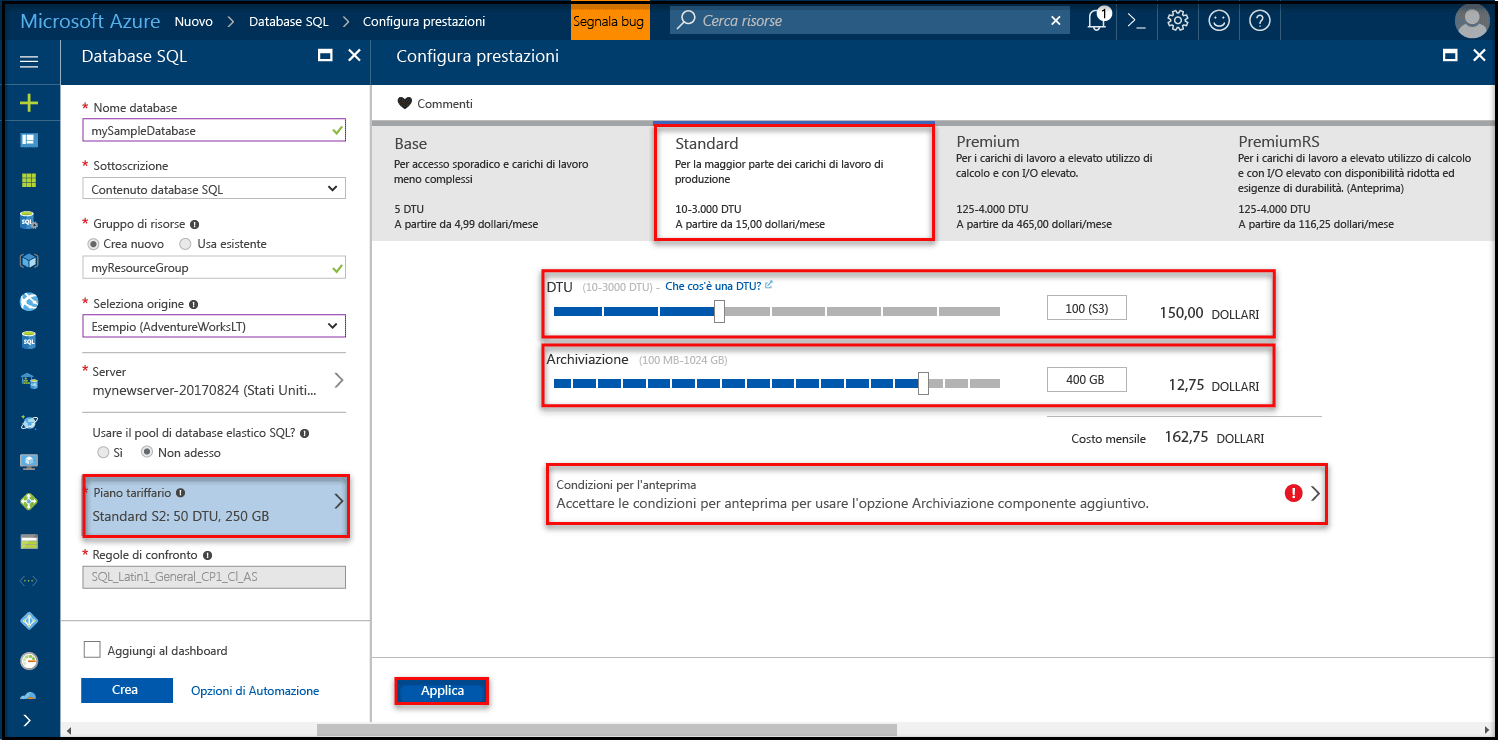 Microsoft Azure Nuovo > Database SQL > Configura prestazioni
Segnala bug
Cerca risorse
1
Database SQL
* Nome database
mySampleDatabase
* Sottoscrizione
Contenuto database SQL
* Gruppo di risorse
Crea nuovo Usa esistente
myResourceGroup
* Seleziona origine
Esempio (AdventureWorksLT)
* Server
mynewserver-20170824 (Stati Uniti...
Usare il pool di database elastico SQL?
Sì Non adesso
* Piano tariffario
Standard S2: 50 DTU, 250 GB
* Regole di confronto
SQL_Latin1_General_CP1_CI_AS
Aggiungi al dashboard
Crea Opzioni di Automazione
Configura prestazioni
Commenti
Base
Per accesso sporadico e carichi di lavoro
meno complessi
5 DTU
A partire da 4,99 dollari/mese
Standard
Per la maggior parte dei carichi di lavoro di
produzione
10-3.000 DTU
A partire da 15,00 dollari/mese
Premium
Per i carichi di lavoro a elevato utilizzo di
calcolo e con I/O elevato.
125-4.000 DTU
A partire da 465,00 dollari/mese
PremiumRS
Per i carichi di lavoro a elevato utilizzo di calcolo
e con I/O elevato con disponibilità ridotta ed
esigenze di durabilità. (Anteprima)
125-4.000 DTU
A partire da 116,25 dollari/mese
DTU (10-3000 DTU) - Che cos'è una DTU?
100 (S3) 150,00 DOLLARI
Archiviazione (100 MB-1024 GB)
400 GB 12,75 DOLLARI
Costo mensile 162,75 DOLLARI
Condizioni per l'anteprima
Accettare le condizioni per anteprima per usare l'opzione Archiviazione componente aggiuntivo.
Applica